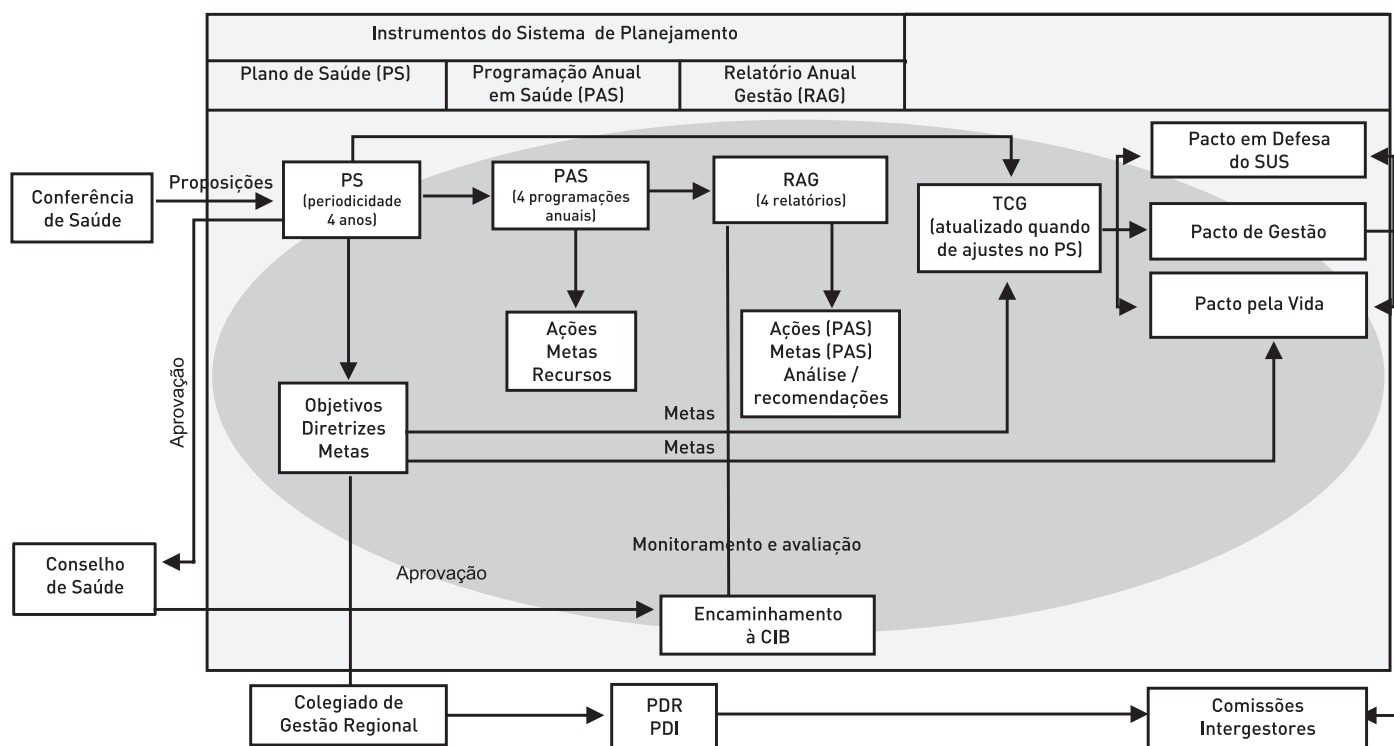 Instrumentos do Sistema de Planejamento
Plano de Saúde (PS)
Programação Anual
em Saúde (PAS)
Relatório Anual
Gestão (RAG)
Conferência
de Saúde
Proposições
PS
(periodicidade
4 anos)
PAS
(4 programações
anuais)
RAG
(4 relatórios)
TCG
(atualizado quando
de ajustes no PS)
Pacto em Defesa
do SUS
Pacto de Gestão
Pacto pela Vida
Ações
Metas
Recursos
Ações (PAS)
Metas (PAS)
Análise /
recomendações
Aprovação
Objetivos
Diretrizes
Metas
Metas
Metas
Monitoramento e avaliação
Conselho
de Saúde
Aprovação
Encaminhamento
à CIB
Colegiado de
Gestão Regional
PDR
PDI
Comissões
Intergestores